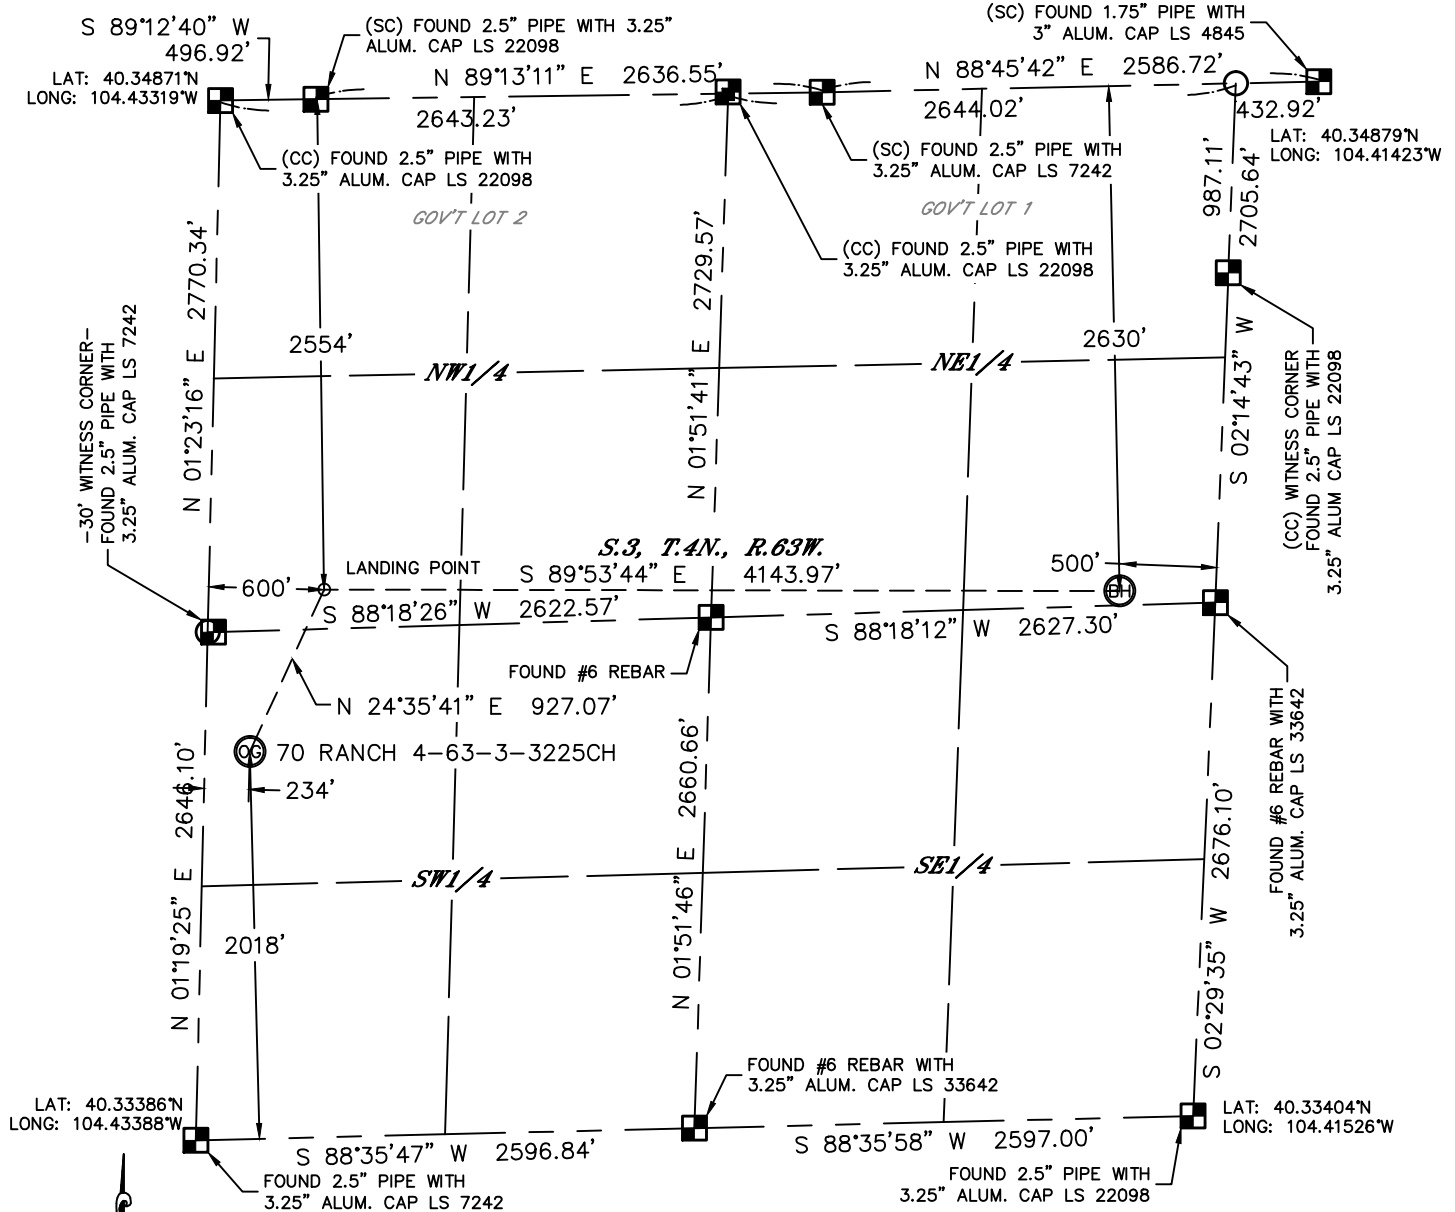 S 89°12'40" W
496.92'
LAT: 40.34871°N
LONG: 104.43319°W
(SC) FOUND 2.5" PIPE WITH 3.25"
ALUM. CAP LS 22098
N 89°13'11" E 2636.55'
2643.23'
(SC) FOUND 1.75" PIPE WITH
3" ALUM. CAP LS 4845
N 88°45'42" E 2586.72'
2644.02'
432.92'
LAT: 40.34879°N
LONG: 104.41423°W
(CC) FOUND 2.5" PIPE WITH
3.25" ALUM. CAP LS 22098
(SC) FOUND 2.5" PIPE WITH
3.25" ALUM. CAP LS 7242
GOV'T LOT 2
GOV'T LOT 1
(CC) FOUND 2.5" PIPE WITH
3.25" ALUM. CAP LS 22098
987.11'
2705.64'
S 02°14'43" W
N 01°23'16" E 2770.34'
N 01°51'41" E 2729.57'
2554'
2630'
NW1/4
NE1/4
-30' WITNESS CORNER-
FOUND 2.5" PIPE WITH
3.25" ALUM. CAP LS 7242
(CC) WITNESS CORNER
FOUND 2.5" PIPE WITH
3.25" ALUM CAP LS 22098
S.3, T.4N., R.63W.
LANDING POINT
S 89°53'44" E 4143.97'
500'
600'
BH
S 88°18'26" W 2622.57'
S 88°18'12" W 2627.30'
FOUND #6 REBAR
N 24°35'41" E 927.07'
OG
70 RANCH 4-63-3-3225CH
234'
FOUND #6 REBAR WITH
3.25" ALUM. CAP LS 33642
N 01°19'25" E 2646.10'
N 01°51'46" E 2660.66'
S 02°29'35" W 2676.10'
SW1/4
SE1/4
2018'
FOUND #6 REBAR WITH
3.25" ALUM. CAP LS 33642
LAT: 40.33386°N
LONG: 104.43388°W
LAT: 40.33404°N
LONG: 104.41526°W
S 88°35'47" W 2596.84'
S 88°35'58" W 2597.00'
FOUND 2.5" PIPE WITH
3.25" ALUM. CAP LS 7242
FOUND 2.5" PIPE WITH
3.25" ALUM. CAP LS 22098